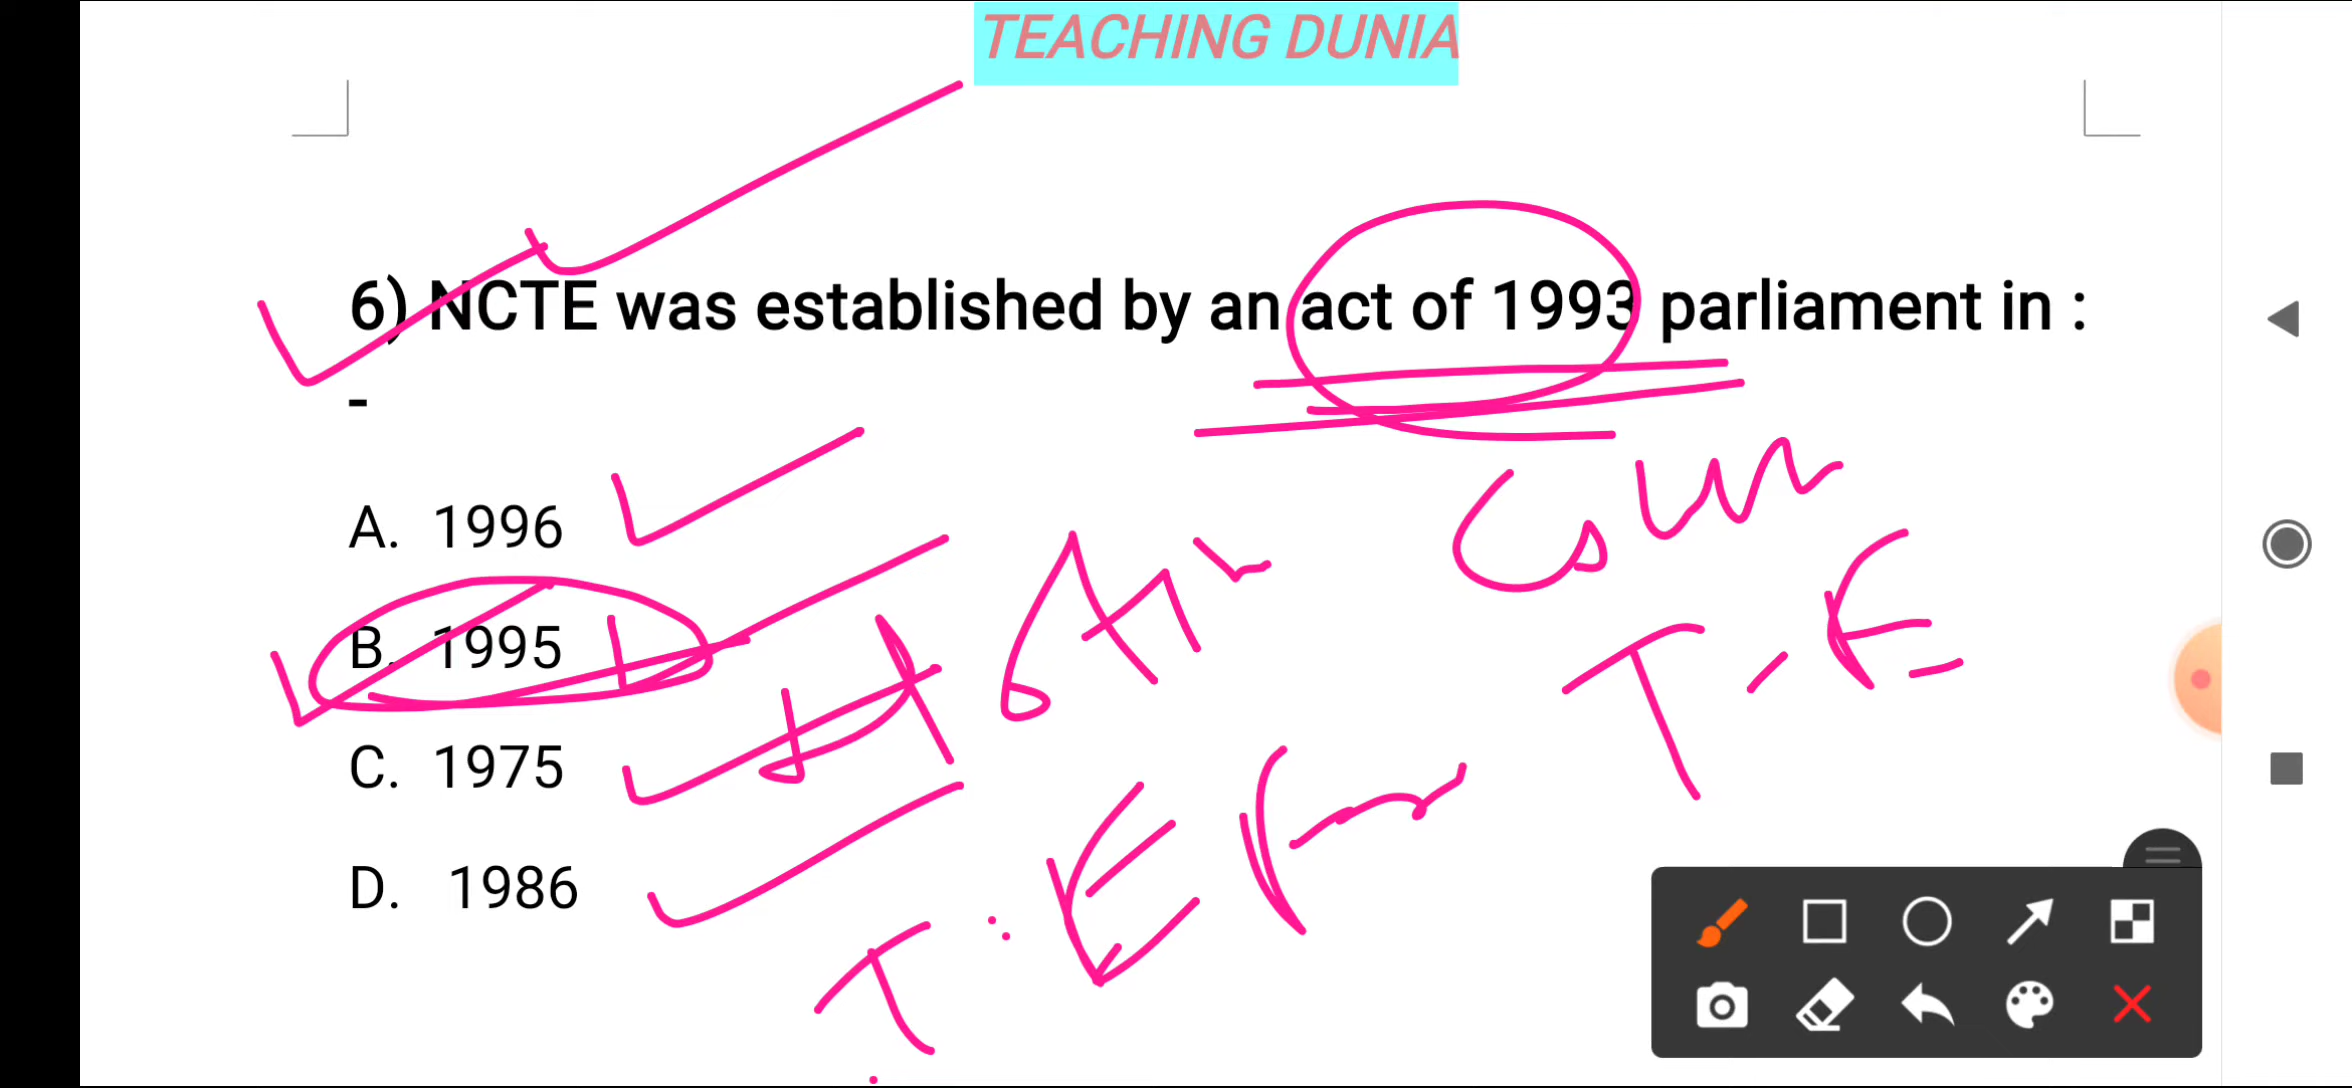 TEACHING DUNIA
6) NCTE was established by an act of 1993 parliament in :
-
A. 1996
B. 1995
C. 1975
D. 1986
T. E.